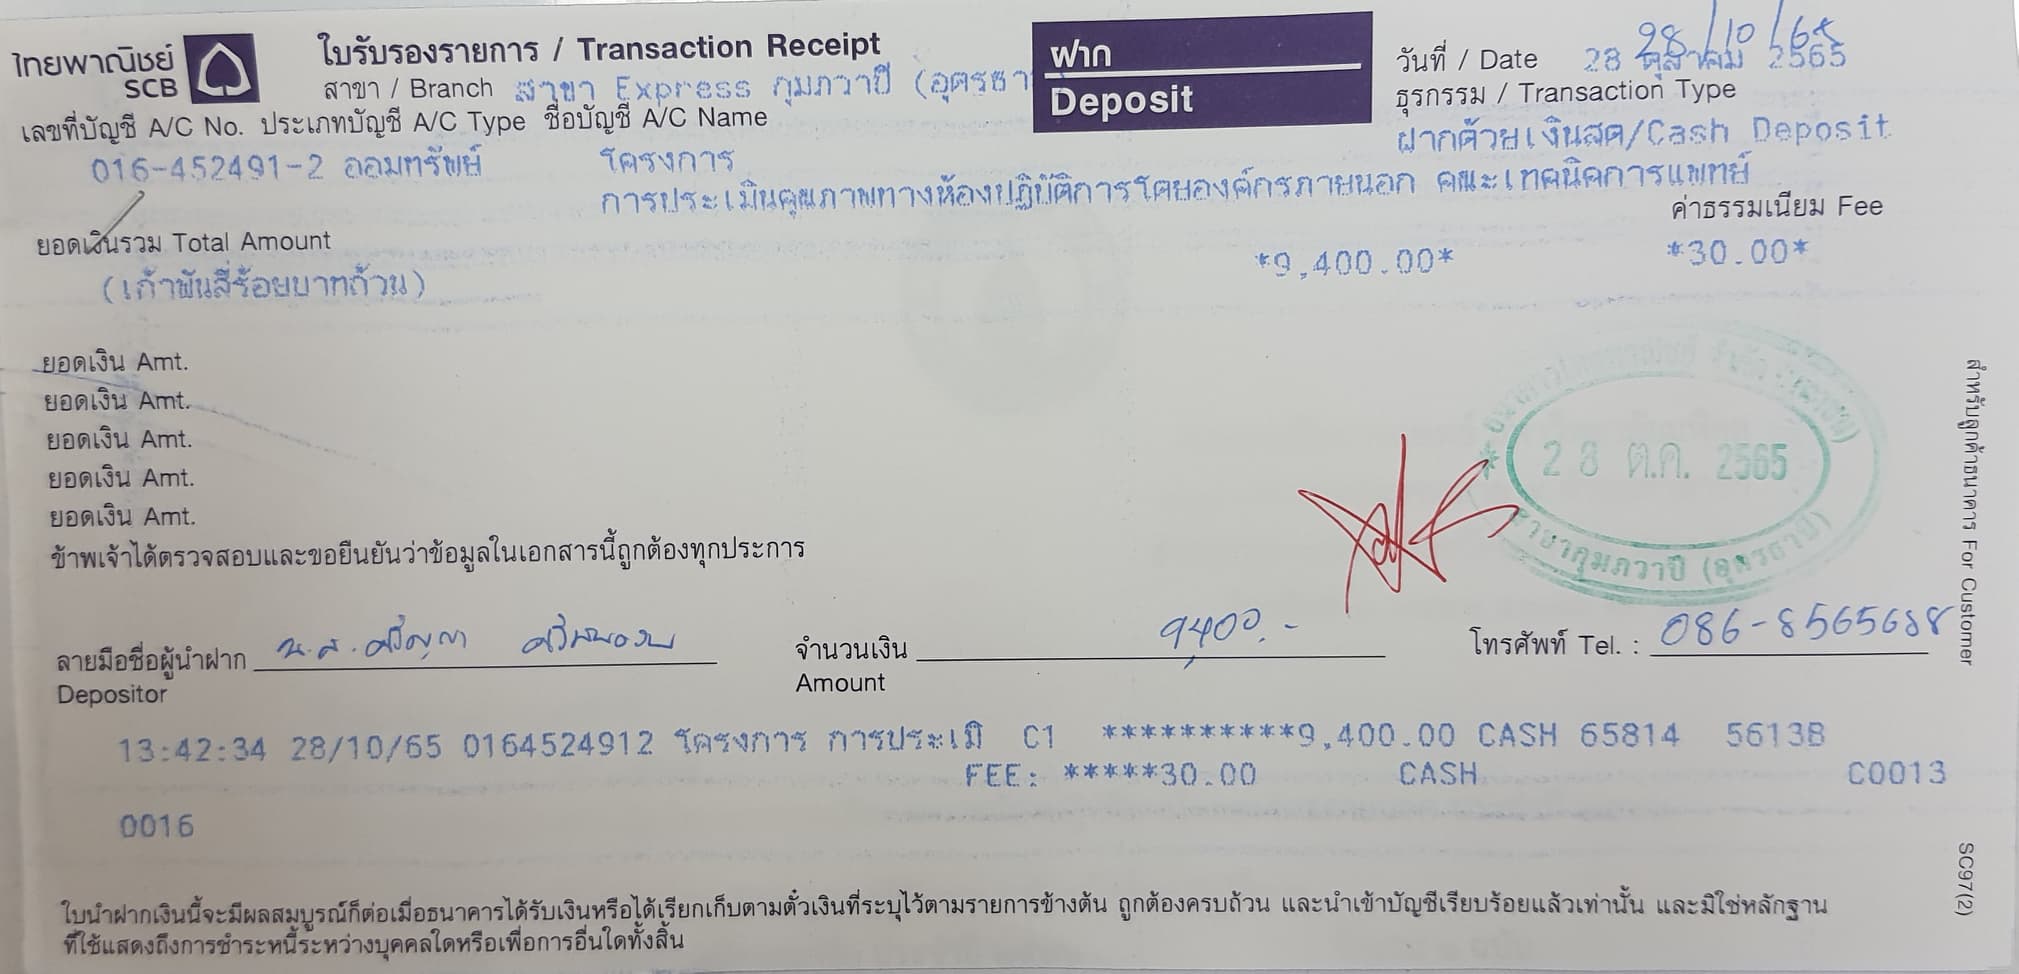 ไทยพาณิชย์
SCB
ใบรับรองรายการ / Transaction Receipt
สาขา / Branch สาขา Express กุมภวาปี (อุดรธา
ฝาก
Deposit
28/10/65
วันที่ / Date 28 ตุลาคม 2565
ธุรกรรม / Transaction Type
ฝากด้วยเงินสด/Cash Deposit
เลขที่บัญชี A/C No. ประเภทบัญชี A/C Type ชื่อบัญชี A/C Name
016-452491-2 ออมทรัพย์ โครงการ
การประเมินคุณภาพทางห้องปฏิบัติการโดยองค์กรภายนอก คณะเทคนิคการแพทย์
ค่าธรรมเนียม Fee
ยอดเงินรวม Total Amount *9,400.00* *30.00*
(เก้าพันสี่ร้อยบาทถ้วน)
ยอดเงิน Amt.
ยอดเงิน Amt.
ยอดเงิน Amt.
ยอดเงิน Amt.
ยอดเงิน Amt.
28 ต.ค. 2565
สาขากุมภวาปี (อุดรธานี)
ข้าพเจ้าได้ตรวจสอบและขอยืนยันว่าข้อมูลในเอกสารนี้ถูกต้องทุกประการ
ลายมือชื่อผู้นำฝาก น.ส. จำนวนเงิน 9,400.- โทรศัพท์ Tel. : 086-8565688
Depositor Amount
13:42:34 28/10/65 0164524912 โครงการ การประเมิ C1 **********9,400.00 CASH 65814 5613B
FEE: *****30.00 CASH C0013
0016
ใบนำฝากเงินนี้จะมีผลสมบูรณ์ก็ต่อเมื่อธนาคารได้รับเงินหรือได้เรียกเก็บตามตั๋วเงินที่ระบุไว้ตามรายการข้างต้น ถูกต้องครบถ้วน และนำเข้าบัญชีเรียบร้อยแล้วเท่านั้น และมิใช่หลักฐาน
ที่ใช้แสดงถึงการชำระหนี้ระหว่างบุคคลใดหรือเพื่อการอื่นใดทั้งสิ้น
สำหรับลูกค้าธนาคาร For Customer
SC97(2)